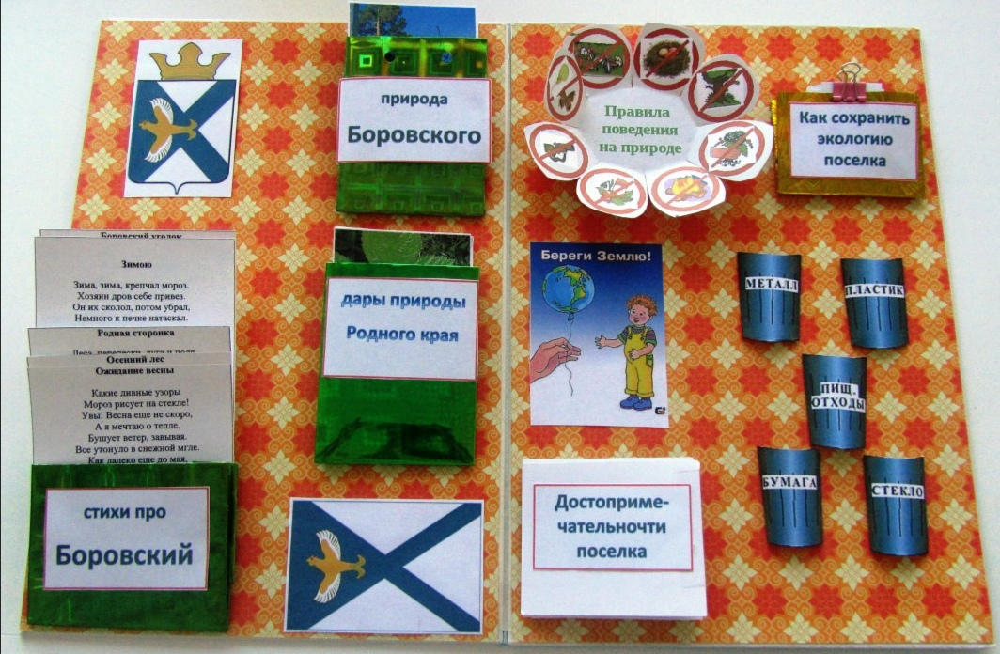 природа
Боровского
Боровский уголок
Зимою
Зима, зима, крепчал мороз.
Хозяин дров себе привез.
Он их сколол, потом убрал,
Немного к печке натаскал.
Родная сторонка
Осенний лес
Ожидание весны
Какие дивные узоры
Мороз рисует на стекле!
Увы! Весна еще не скоро,
А я мечтаю о тепле.
Бушует ветер, завывая.
Все утонуло в снежной мгле.
Как далеко еще до мая,
стихи про
Боровский
дары природы
Родного края
Правила
поведения
на природе
Как сохранить
экологию
поселка
Береги Землю!
МЕТАЛЛ
ПЛАСТИК
ПИЩ.
ОТХОДЫ
БУМАГА
СТЕКЛО
Достоприме-
чательночти
поселка